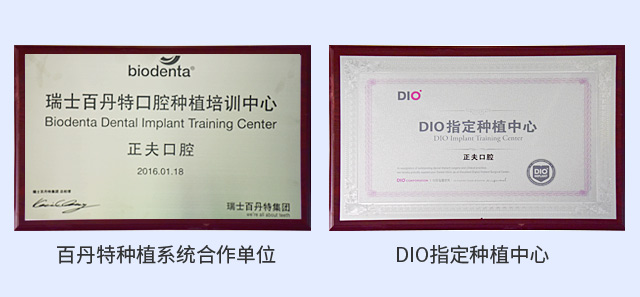 biodenta
瑞士百丹特口腔种植培训中心
Biodenta Dental Implant Training Center
正夫口腔
2016.01.18
瑞士百丹特集团
we're all about teeth
百丹特种植系统合作单位
DIO
DIO指定种植中心
DIO Implant Training Center
正夫口腔
DIO
IMPLANT
DIO指定种植中心